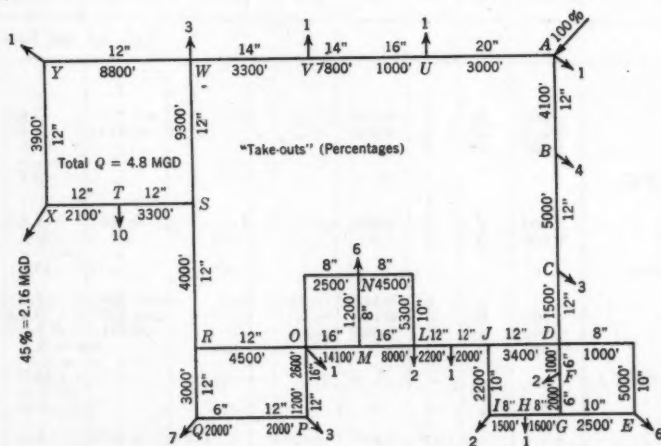 3 1 1 100%
1 12" 14" 14" 16" 20" A
Y 8800' W 3300' V 7800' 1000' U 3000' 1
3900' 12" 9300' 12" 4100' 12"
Total Q = 4.8 MGD "Take-outs" (Percentages) B 4
12" T 12"
X 2100' 3300' S 5000' 12"
10
45% = 2.16 MGD
6 C 3
8" 8"
4000' 12" 2500' N 4500' 1500' 12"
1200' 8" 5300' 10"
R 12" O 16" 16" L 12" 12" J 12" D 8"
4500' 1 14100' M 8000' 2 2200' 1 2000' 3400' 1000'
3000' 12" 2600' 16" 2200' 10" 1000' 6" 2 F 5000' 10"
1200' 12" 2000' 6"
6" 12" I 8" H 8" 10"
7 Q 2000' 2000' P 3 2 1500' 1600' G 2500' E 6
1